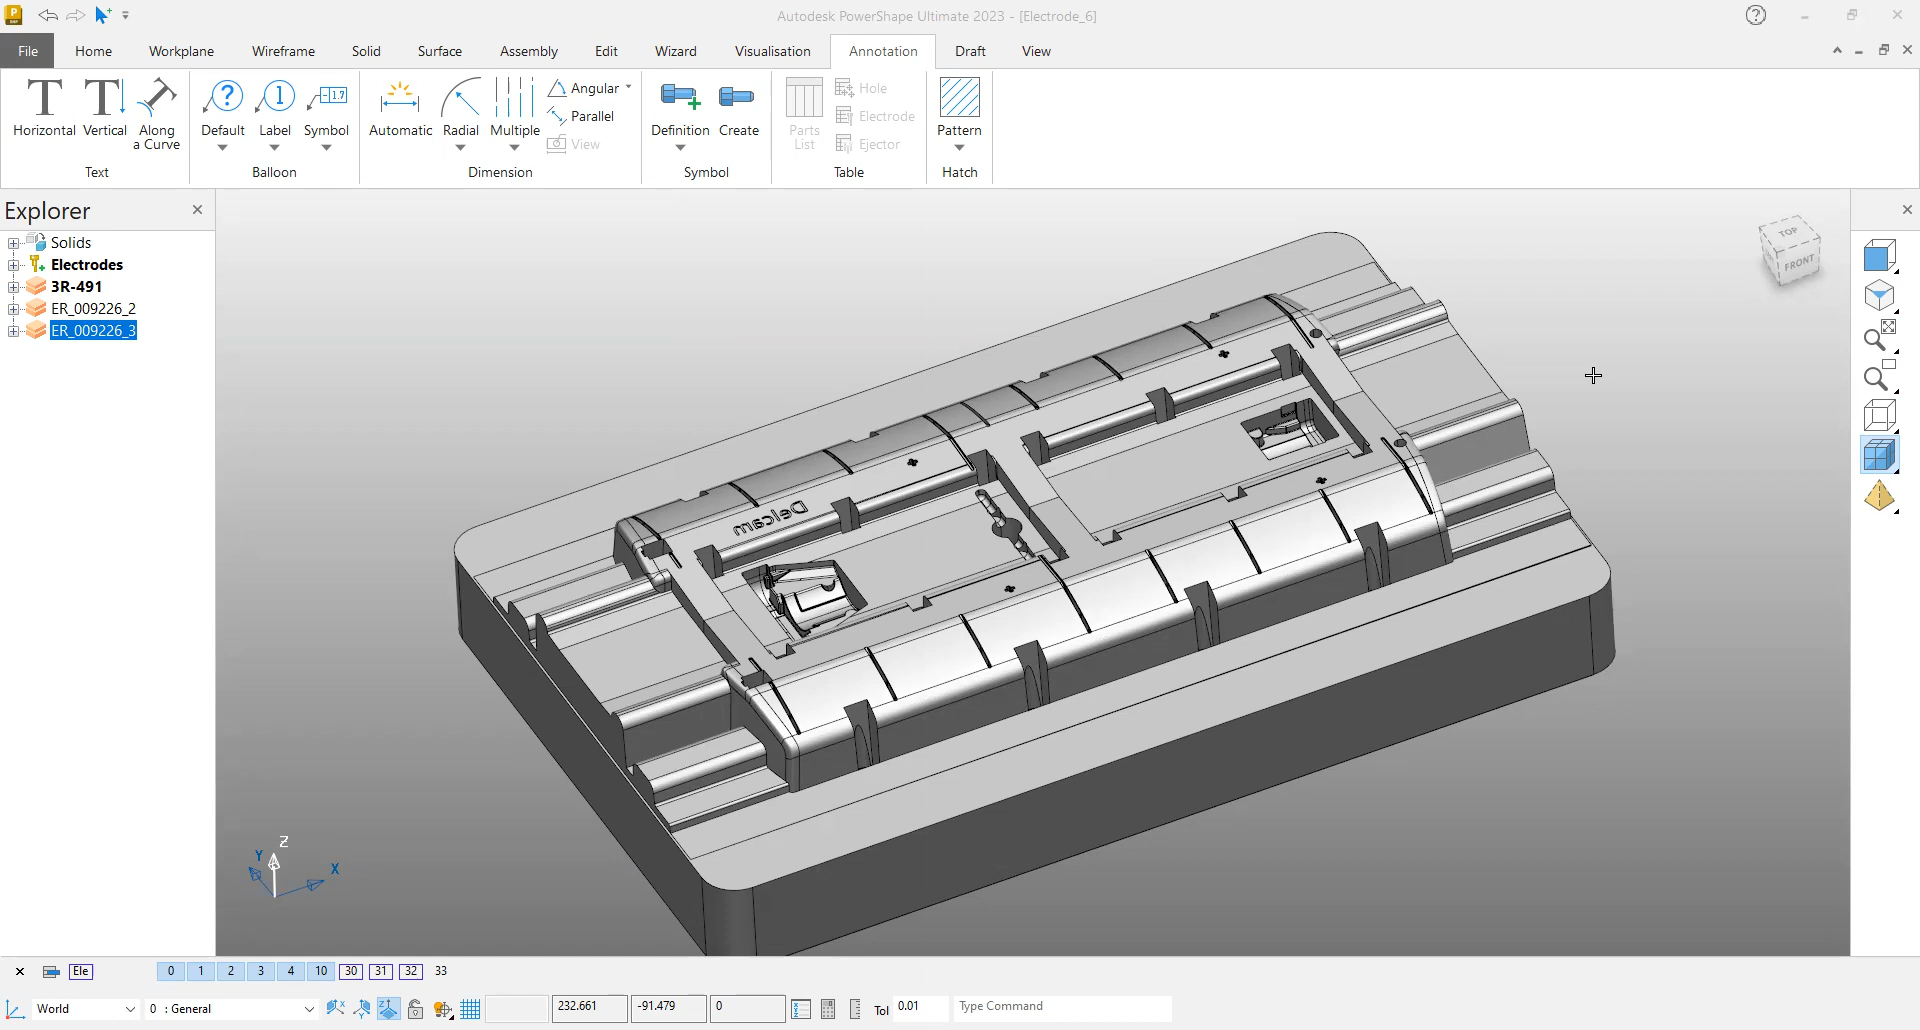 Autodesk PowerShape Ultimate 2023 - [Electrode_6]
File Home Workplane Wireframe Solid Surface Assembly Edit Wizard Visualisation Annotation Draft View
Horizontal Vertical Along a Curve
Text
Default Label Symbol
Balloon
Automatic Radial Multiple Angular
Parallel
View
Dimension
Definition Create
Symbol
Parts List Hole
Electrode
Ejector
Table
Pattern
Hatch
Explorer
Solids
Electrodes
3R-491
ER_009226_2
ER_009226_3
Delcam
TOP
FRONT
Z
Y
X
Ele 0 1 2 3 4 10 30 31 32 33
World 0 : General 232.661 -91.479 0 Tol 0.01 Type Command